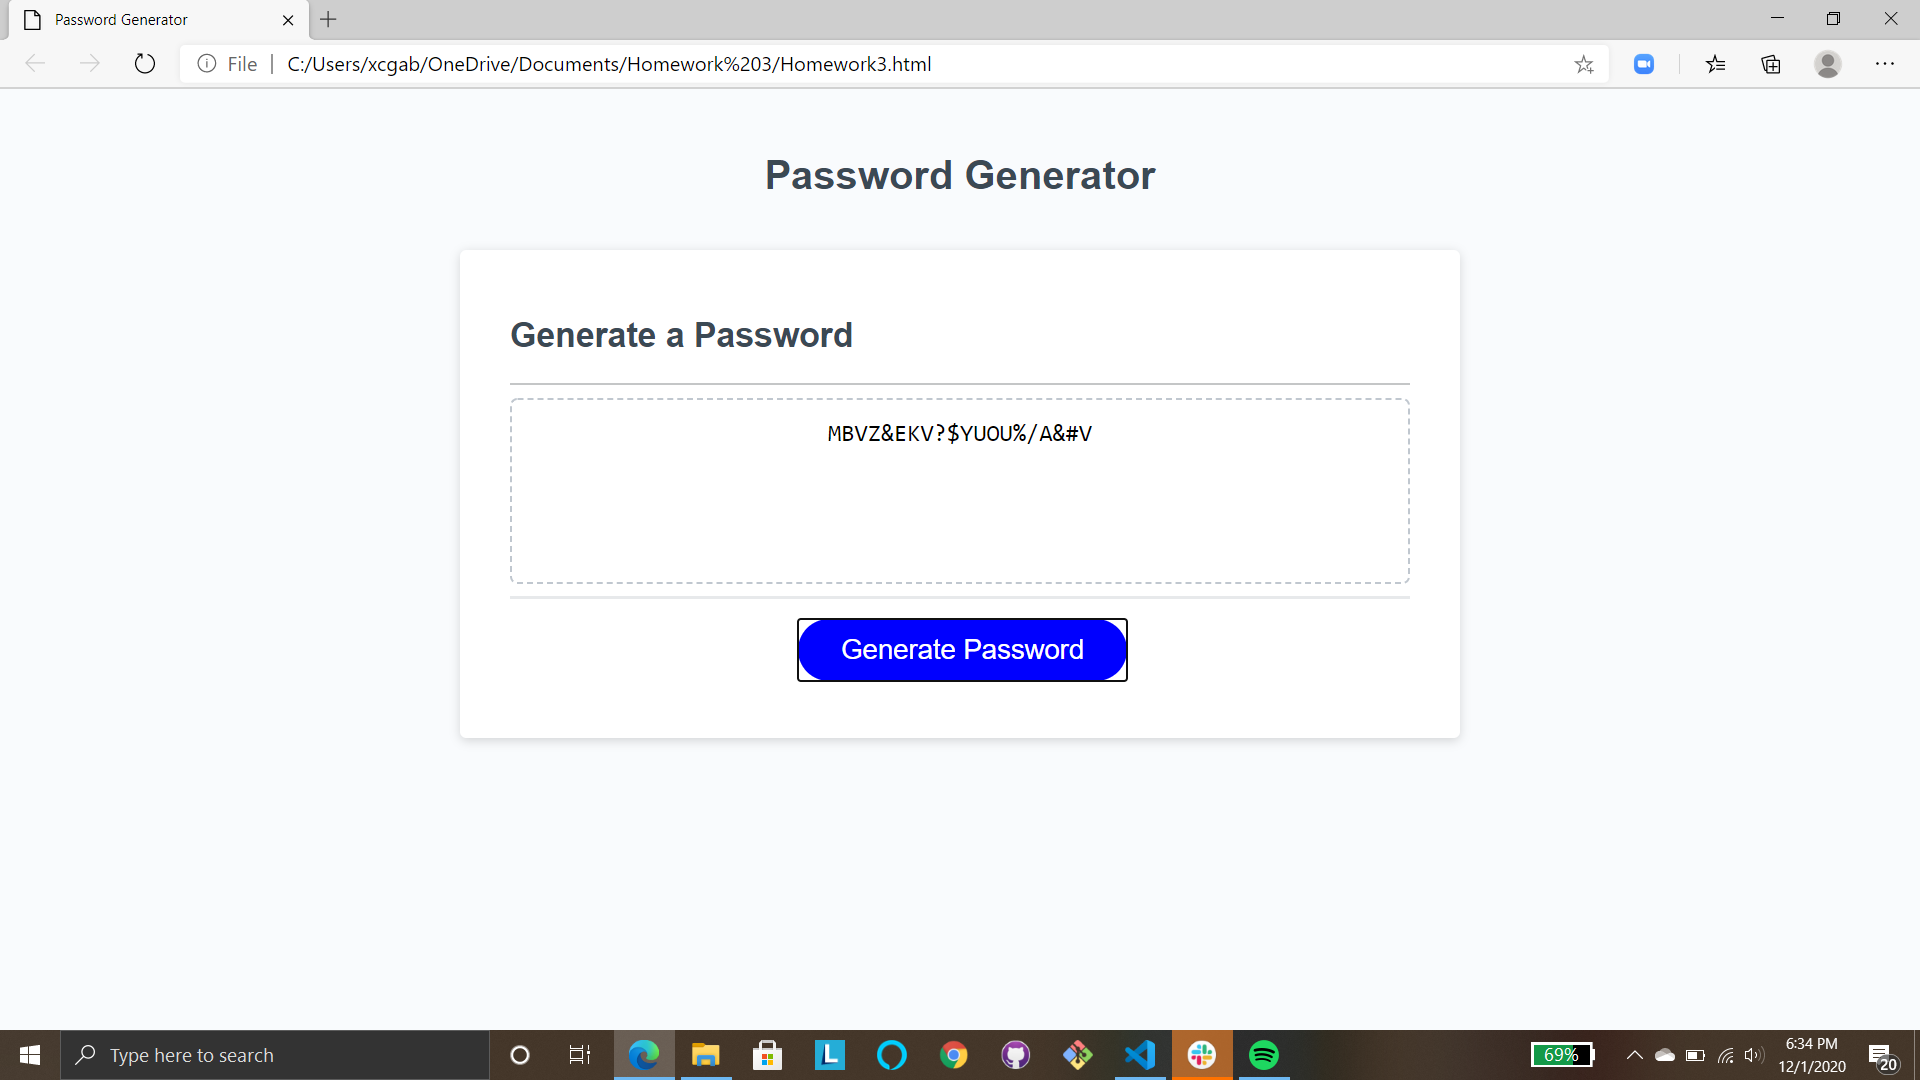 Password Generator
File
C:/Users/xcgab/OneDrive/Documents/Homework%203/Homework3.html
Password Generator
Generate a Password
MBVZ&EKV?$YUOU%/A&#V
Generate Password
Type here to search
L
69%
6:34 PM
12/1/2020
20